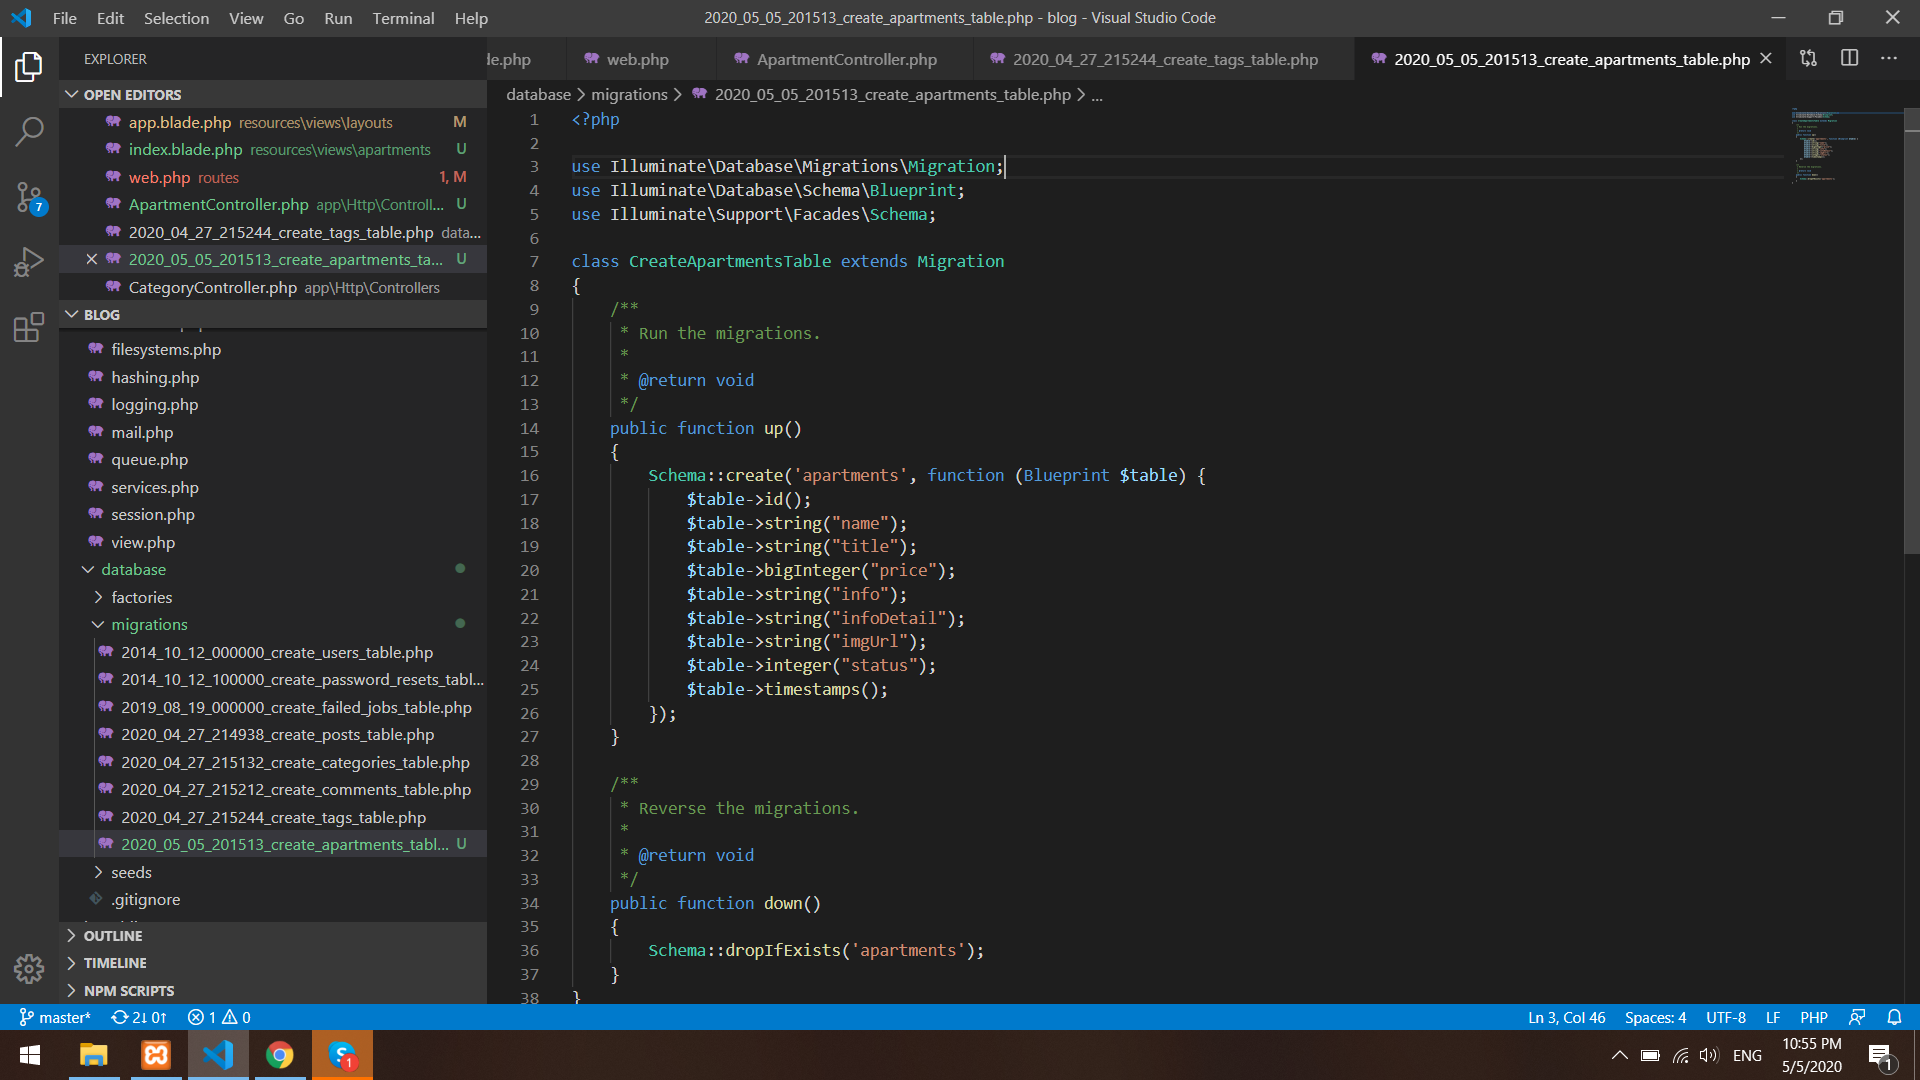 File Edit Selection View Go Run Terminal Help
2020_05_05_201513_create_apartments_table.php - blog - Visual Studio Code
EXPLORER
de.php web.php ApartmentController.php 2020_04_27_215244_create_tags_table.php 2020_05_05_201513_create_apartments_table.php
OPEN EDITORS
app.blade.php resources\views\layouts M
index.blade.php resources\views\apartments U
web.php routes 1, M
ApartmentController.php app\Http\Controll... U
2020_04_27_215244_create_tags_table.php data...
2020_05_05_201513_create_apartments_ta... U
CategoryController.php app\Http\Controllers
7
BLOG
filesystems.php
hashing.php
logging.php
mail.php
queue.php
services.php
session.php
view.php
database
factories
migrations
2014_10_12_000000_create_users_table.php
2014_10_12_100000_create_password_resets_tabl...
2019_08_19_000000_create_failed_jobs_table.php
2020_04_27_214938_create_posts_table.php
2020_04_27_215132_create_categories_table.php
2020_04_27_215212_create_comments_table.php
2020_04_27_215244_create_tags_table.php
2020_05_05_201513_create_apartments_tabl... U
seeds
.gitignore
OUTLINE
TIMELINE
NPM SCRIPTS
database > migrations > 2020_05_05_201513_create_apartments_table.php > ...
1 <?php
2
3 use Illuminate\Database\Migrations\Migration;
4 use Illuminate\Database\Schema\Blueprint;
5 use Illuminate\Support\Facades\Schema;
6
7 class CreateApartmentsTable extends Migration
8 {
9 /**
10 * Run the migrations.
11 *
12 * @return void
13 */
14 public function up()
15 {
16 Schema::create('apartments', function (Blueprint $table) {
17 $table->id();
18 $table->string("name");
19 $table->string("title");
20 $table->bigInteger("price");
21 $table->string("info");
22 $table->string("infoDetail");
23 $table->string("imgUrl");
24 $table->integer("status");
25 $table->timestamps();
26 });
27 }
28
29 /**
30 * Reverse the migrations.
31 *
32 * @return void
33 */
34 public function down()
35 {
36 Schema::dropIfExists('apartments');
37 }
38 }
master* 2↓ 0↑ 1 0
Ln 3, Col 46 Spaces: 4 UTF-8 LF PHP
1
ENG
10:55 PM
5/5/2020
1